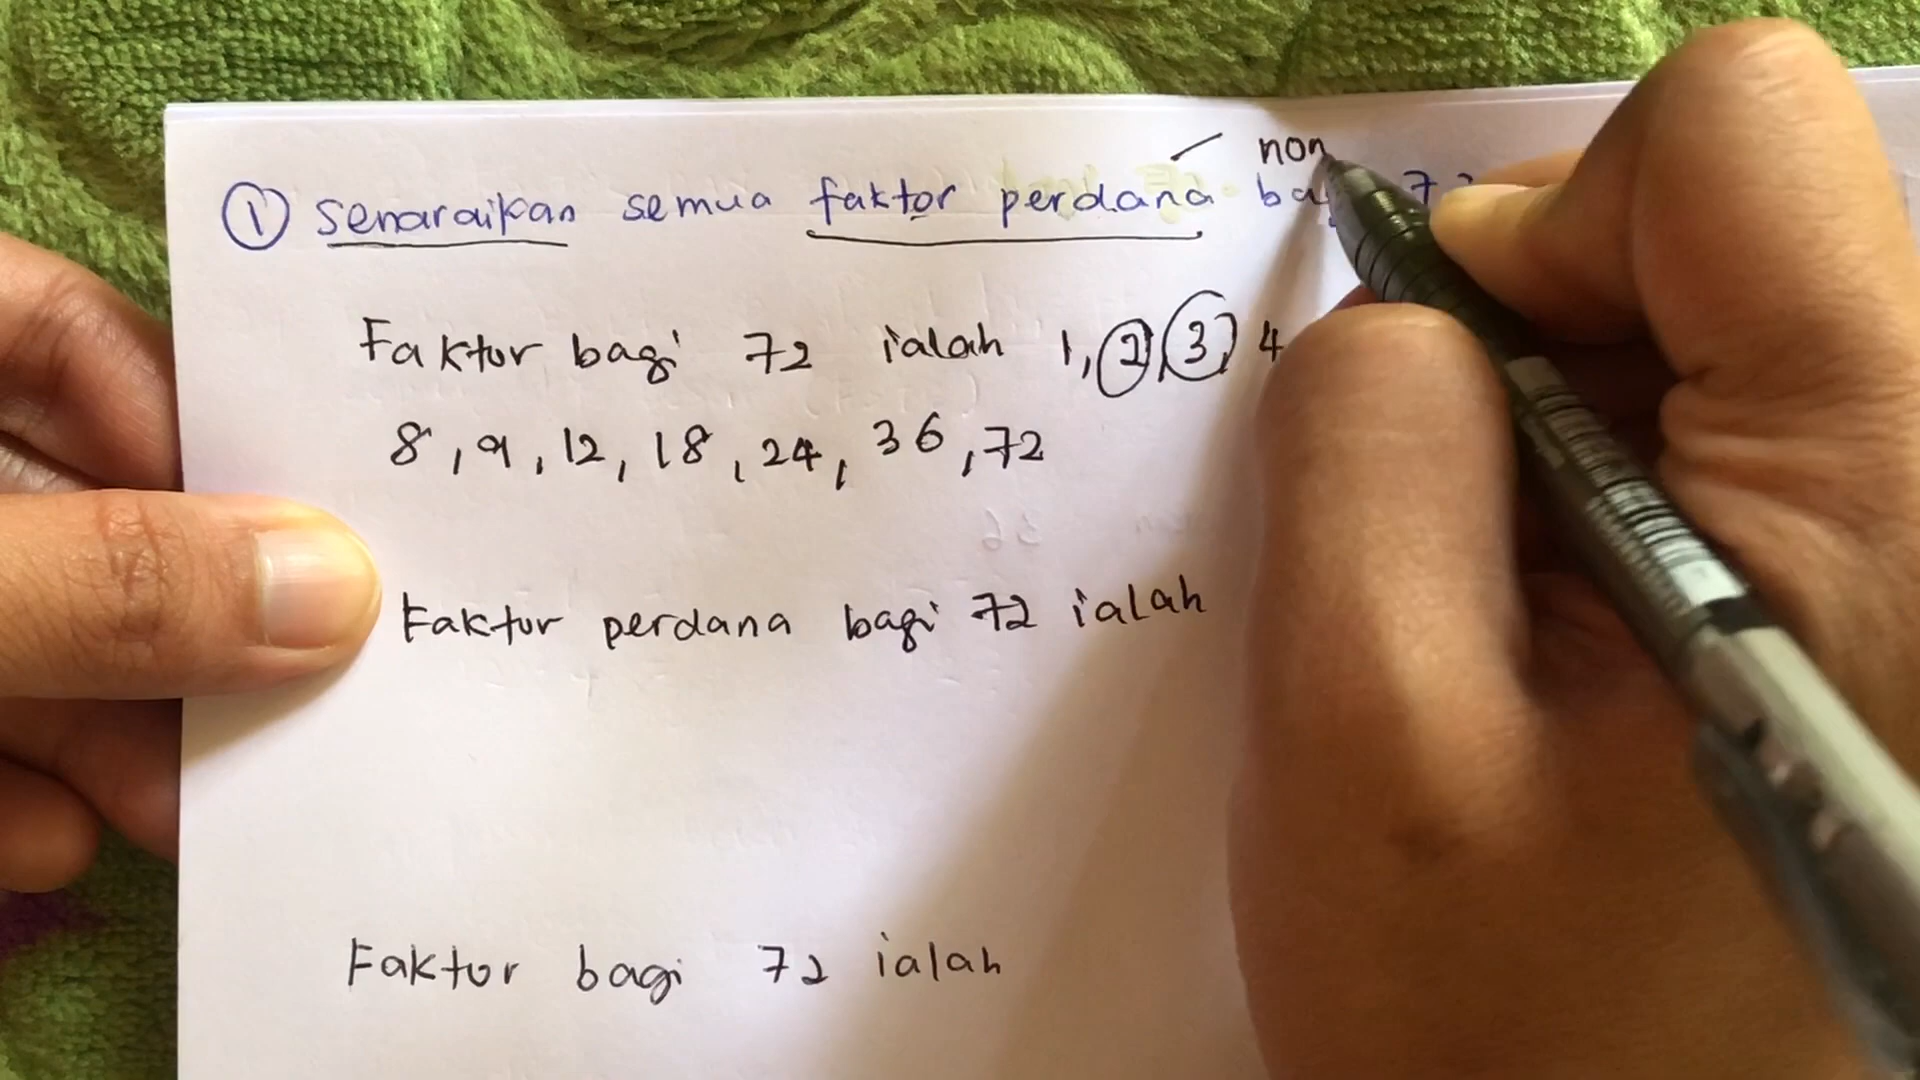 non
① Senaraikan semua faktor perdana 72
Faktor bagi 72 ialah 1, 2, 3, 4
8, 9, 12, 18, 24, 36, 72
Faktor perdana bagi 72 ialah
Faktor bagi 72 ialah